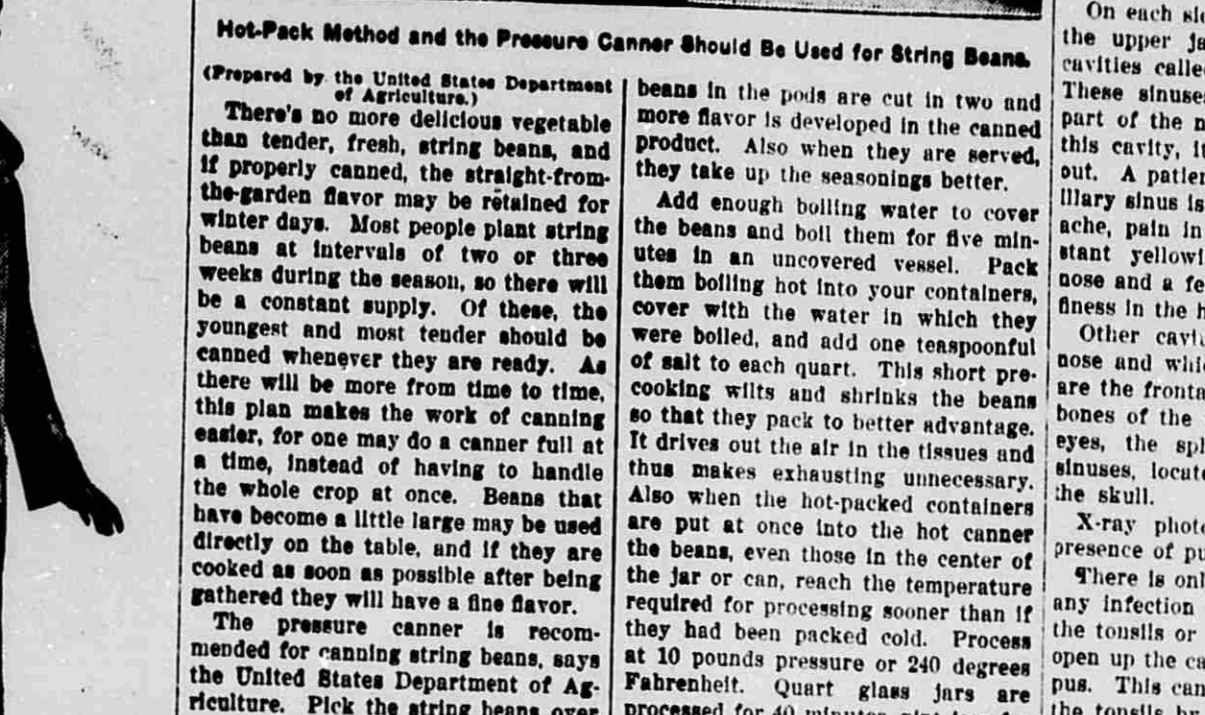 Hot-Pack Method and the Pressure Canner Should Be Used for String Beans.
(Prepared by the United States Department
of Agriculture.)
There's no more delicious vegetable
than tender, fresh, string beans, and
if properly canned, the straight-from-
the-garden flavor may be retained for
winter days. Most people plant string
beans at intervals of two or three
weeks during the season, so there will
be a constant supply. Of these, the
youngest and most tender should be
canned whenever they are ready. As
there will be more from time to time,
this plan makes the work of canning
easier, for one may do a canner full at
a time, instead of having to handle
the whole crop at once. Beans that
have become a little large may be used
directly on the table, and if they are
cooked as soon as possible after being
gathered they will have a fine flavor.
The pressure canner is recom-
mended for canning string beans, says
the United States Department of Ag-
riculture. Pick the string beans over
beans in the pods are cut in two and
more flavor is developed in the canned
product. Also when they are served,
they take up the seasonings better.
Add enough boiling water to cover
the beans and boil them for five min-
utes in an uncovered vessel. Pack
them boiling hot into your containers,
cover with the water in which they
were boiled, and add one teaspoonful
of salt to each quart. This short pre-
cooking wilts and shrinks the beans
so that they pack to better advantage.
It drives out the air in the tissues and
thus makes exhausting unnecessary.
Also when the hot-packed containers
are put at once into the hot canner
the beans, even those in the center of
the jar or can, reach the temperature
required for processing sooner than if
they had been packed cold. Process
at 10 pounds pressure or 240 degrees
Fahrenheit. Quart glass jars are
processed for 40 minutes
On each
the upper
cavities
These
part of the
this cavity,
out. A
sinus is
ache, pain in
stant
nose and a
in the
Other
nose and
are the
bones of the
eyes, the
sinuses,
the skull.
X-ray
presence of
There is
any infection
the tonsils or
open up the
pus. This
the tonsils